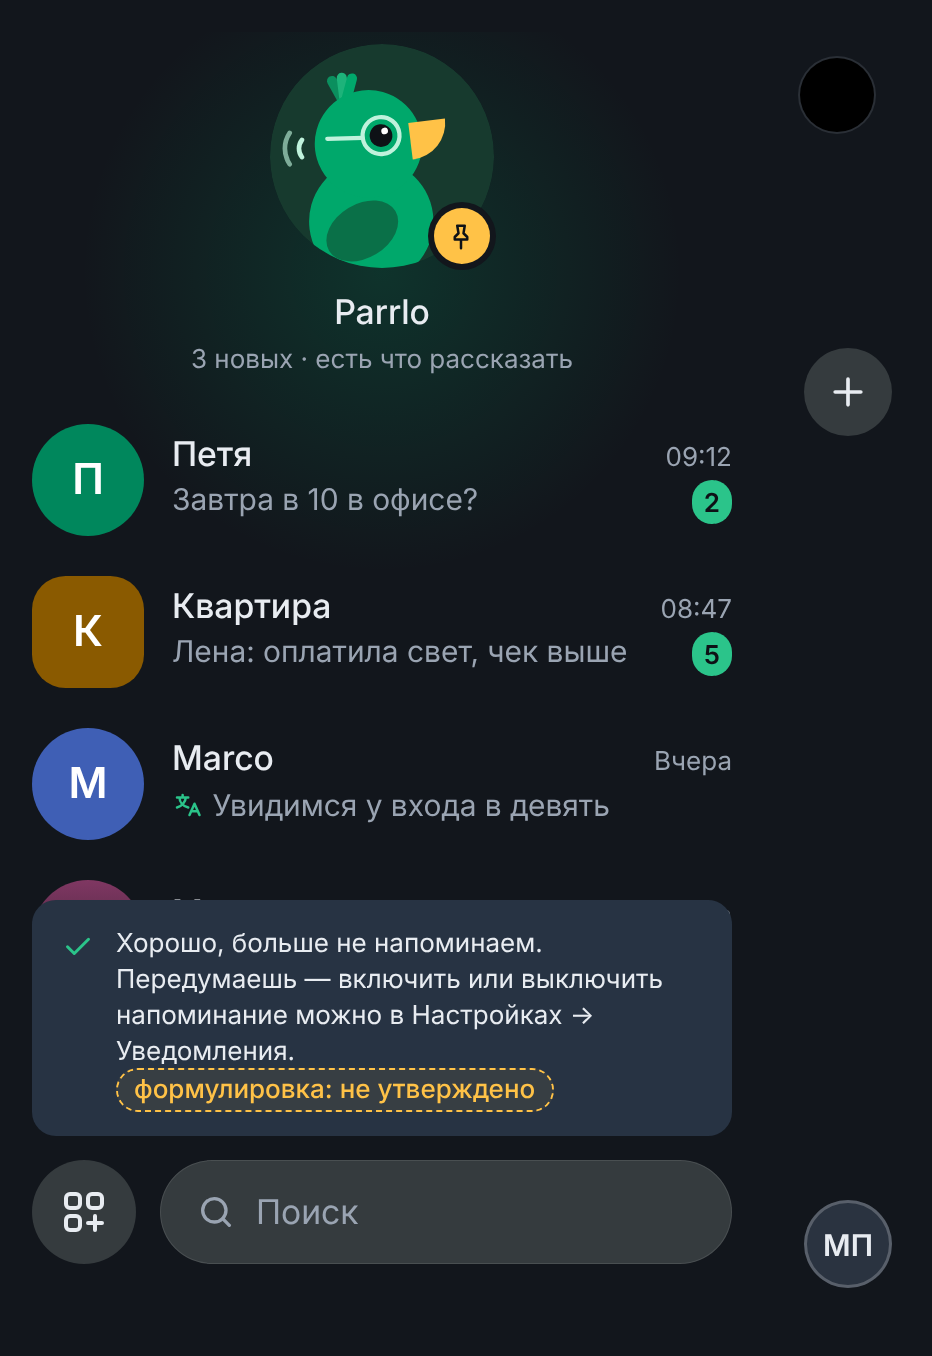 Parrlo
3 новых · есть что рассказать
П
Петя
09:12
Завтра в 10 в офисе?
2
К
Квартира
08:47
Лена: оплатила свет, чек выше
5
M
Marco
Вчера
Увидимся у входа в девять
Хорошо, больше не напоминаем.
Передумаешь — включить или выключить
напоминание можно в Настройках →
Уведомления.
формулировка: не утверждено
Поиск
МП